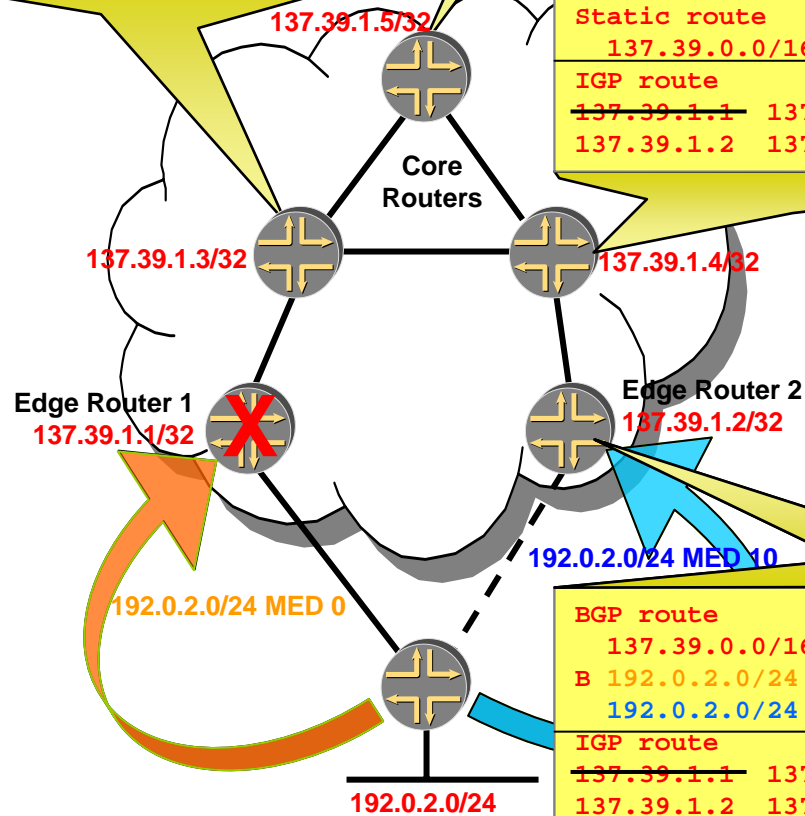 137.39.1.5/32
Static route
137.39.0.0/16
IGP route
137.39.1.1 137
137.39.1.2 137
Core
Routers
137.39.1.3/32
137.39.1.4/32
Edge Router 1
137.39.1.1/32
X
Edge Router 2
137.39.1.2/32
192.0.2.0/24 MED 10
192.0.2.0/24 MED 0
BGP route
137.39.0.0/16
B 192.0.2.0/24
192.0.2.0/24
IGP route
137.39.1.1 137
137.39.1.2 137
192.0.2.0/24